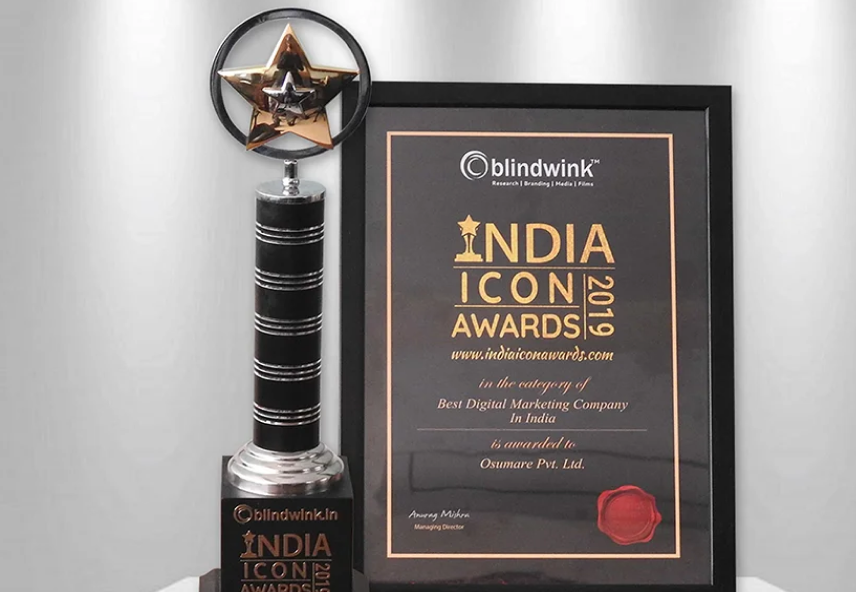 blindwink™
Research | Branding | Media | Films
INDIA
ICON
AWARDS
2019
www.indiaiconawards.com
in the category of
Best Digital Marketing Company
In India
is awarded to
Osumare Pvt. Ltd.
Anurag Mishra
Managing Director
blindwink.in
INDIA
ICON
AWARDS
2019